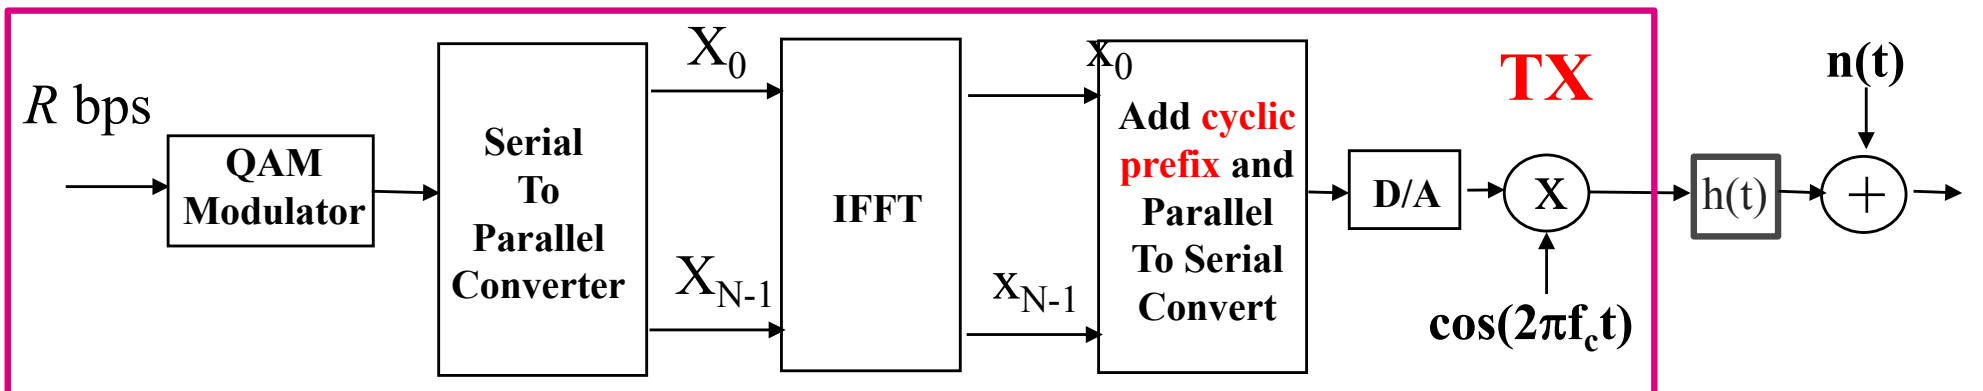 R bps
QAM
Modulator
Serial
To
Parallel
Converter
X0
XN-1
IFFT
x0
xN-1
Add cyclic
prefix and
Parallel
To Serial
Convert
D/A
TX
X
cos(2πfct)
h(t)
n(t)
+